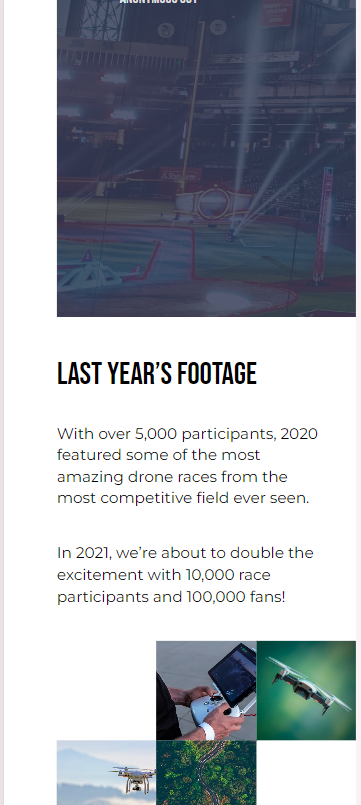 LAST YEAR’S FOOTAGE
With over 5,000 participants, 2020
featured some of the most
amazing drone races from the
most competitive field ever seen.
In 2021, we’re about to double the
excitement with 10,000 race
participants and 100,000 fans!